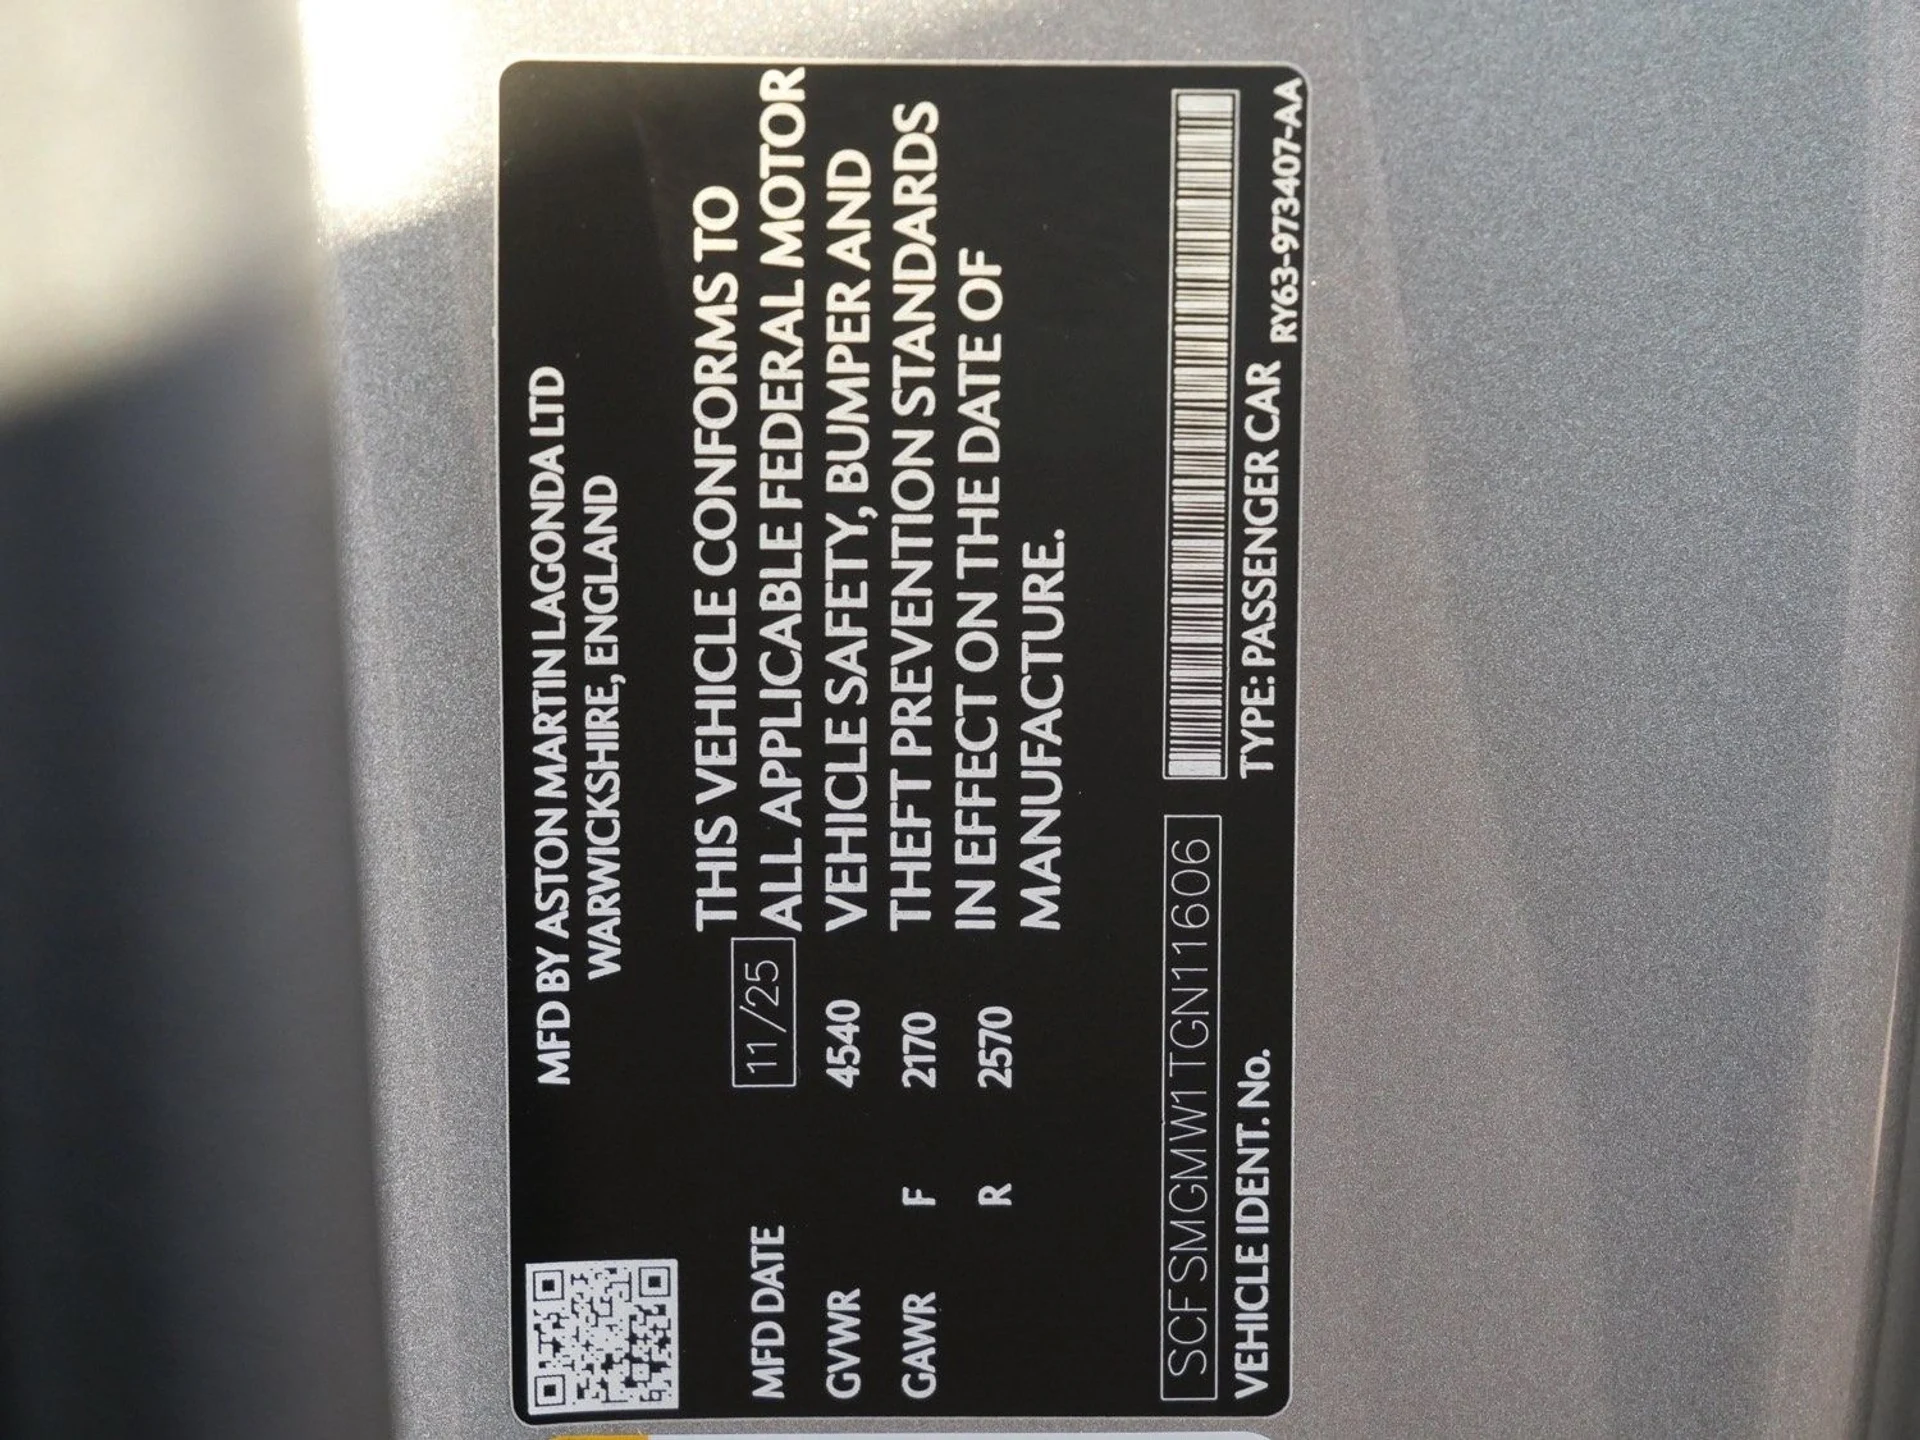 MFD BY ASTON MARTIN LAGONDA LTD
WARWICKSHIRE, ENGLAND
MFD DATE 11/25
GVWR 4540
GAWR F 2170
R 2570
THIS VEHICLE CONFORMS TO
ALL APPLICABLE FEDERAL MOTOR
VEHICLE SAFETY, BUMPER AND
THEFT PREVENTION STANDARDS
IN EFFECT ON THE DATE OF
MANUFACTURE.
SCFSMGMW1TGN11606
VEHICLE IDENT. No.
TYPE: PASSENGER CAR
RY63-973407-AA